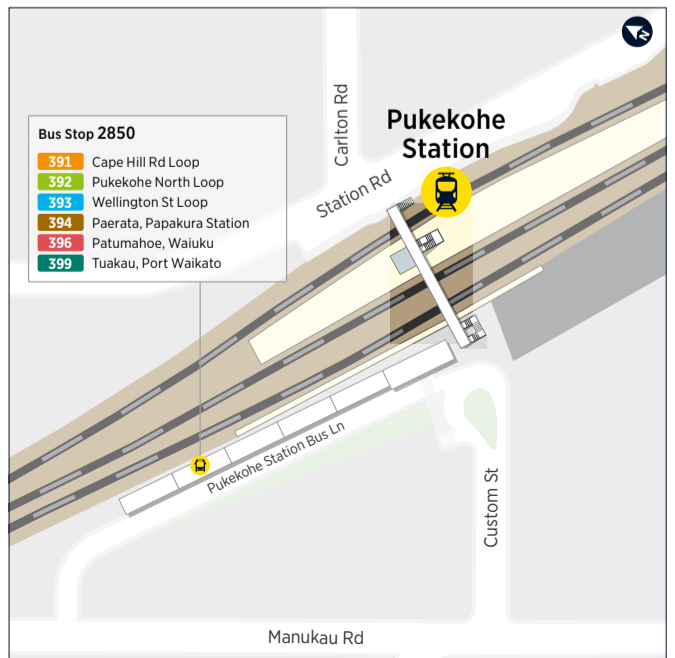 N
Carlton Rd
Pukekohe
Station
Station Rd
Bus Stop 2850
391 Cape Hill Rd Loop
392 Pukekohe North Loop
393 Wellington St Loop
394 Paerata, Papakura Station
396 Patumahoe, Waiuku
399 Tuakau, Port Waikato
Pukekohe Station Bus Ln
Custom St
Manukau Rd